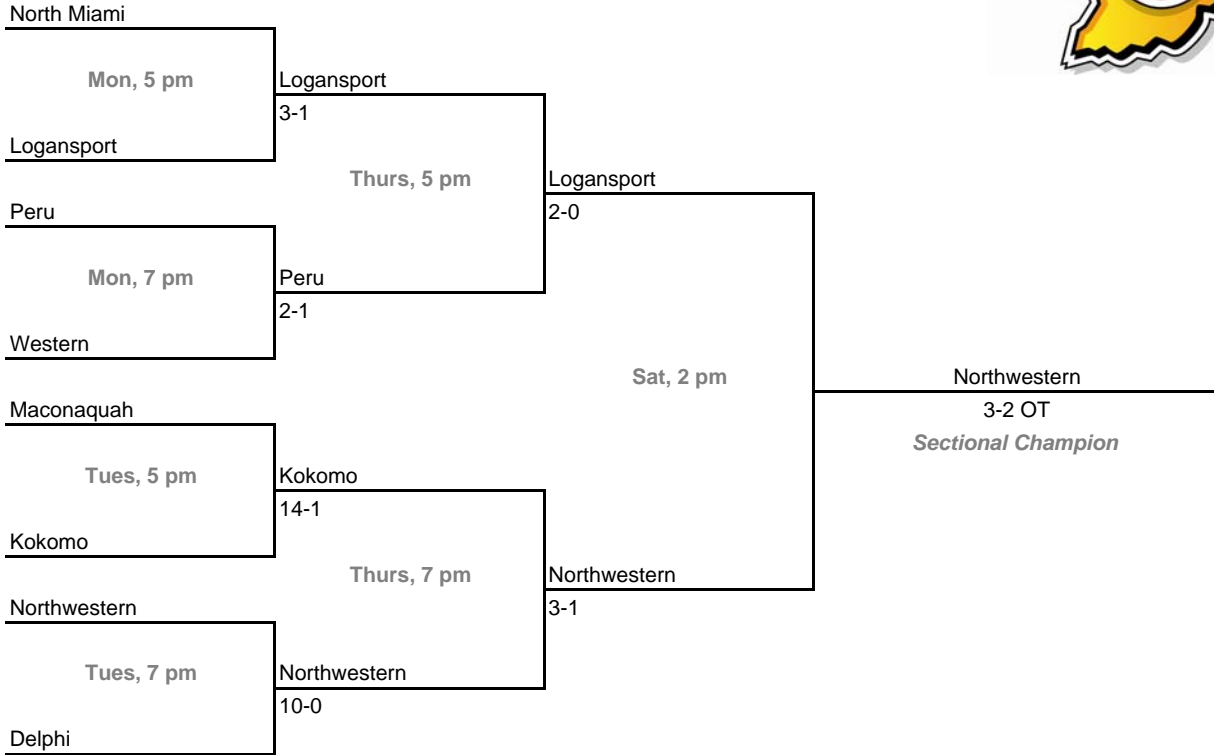 North Miami
Mon, 5 pm
Logansport
3-1
Logansport
Thurs, 5 pm
Logansport
2-0
Peru
Mon, 7 pm
Peru
2-1
Western
Sat, 2 pm
Northwestern
3-2 OT
Sectional Champion
Maconaquah
Tues, 5 pm
Kokomo
14-1
Kokomo
Thurs, 7 pm
Northwestern
3-1
Northwestern
Tues, 7 pm
Northwestern
10-0
Delphi